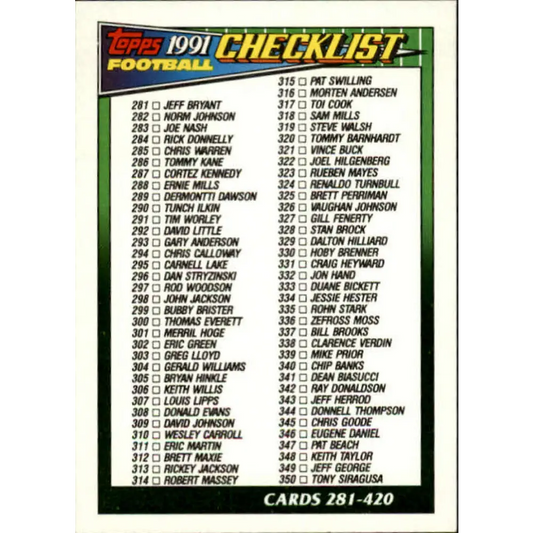 Topps 1991 CHECKLIST
FOOTBALL
281 JEFF BRYANT
282 NORM JOHNSON
283 JOE NASH
284 RICK DONNELLY
285 CHRIS WARREN
286 TOMMY KANE
287 CORTEZ KENNEDY
288 ERNIE MILLS
289 DERMONTTI DAWSON
290 TUNCH ILKIN
291 TIM WORLEY
292 DAVID LITTLE
293 GARY ANDERSON
294 CHRIS CALLOWAY
295 CARNELL LAKE
296 DAN STRYZINSKI
297 ROD WOODSON
298 JOHN JACKSON
299 BUBBY BRISTER
300 THOMAS EVERETT
301 MERRIL HOGE
302 ERIC GREEN
303 GREG LLOYD
304 GERALD WILLIAMS
305 BRYAN HINKLE
306 KEITH WILLIS
307 LOUIS LIPPS
308 DONALD EVANS
309 DAVID JOHNSON
310 WESLEY CARROLL
311 ERIC MARTIN
312 BRETT MAXIE
313 RICKEY JACKSON
314 ROBERT MASSEY
315 PAT SWILLING
316 MORTEN ANDERSEN
317 TOI COOK
318 SAM MILLS
319 STEVE WALSH
320 TOMMY BARNHARDT
321 VINCE BUCK
322 JOEL HILGENBERG
323 RUEBEN MAYES
324 RENALDO TURNBULL
325 BRETT PERRIMAN
326 VAUGHAN JOHNSON
327 GILL FENERTY
328 STAN BROCK
329 DALTON HILLIARD
330 HOBY BRENNER
331 CRAIG HEYWARD
332 JON HAND
333 DUANE BICKETT
334 JESSIE HESTER
335 ROHN STARK
336 ZEFROSS MOSS
337 BILL BROOKS
338 CLARENCE VERDIN
339 MIKE PRIOR
340 CHIP BANKS
341 DEAN BIASUCCI
342 RAY DONALDSON
343 JEFF HERROD
344 DONNELL THOMPSON
345 CHRIS GOODE
346 EUGENE DANIEL
347 PAT BEACH
348 KEITH TAYLOR
349 JEFF GEORGE
350 TONY SIRAGUSA
CARDS 281-420